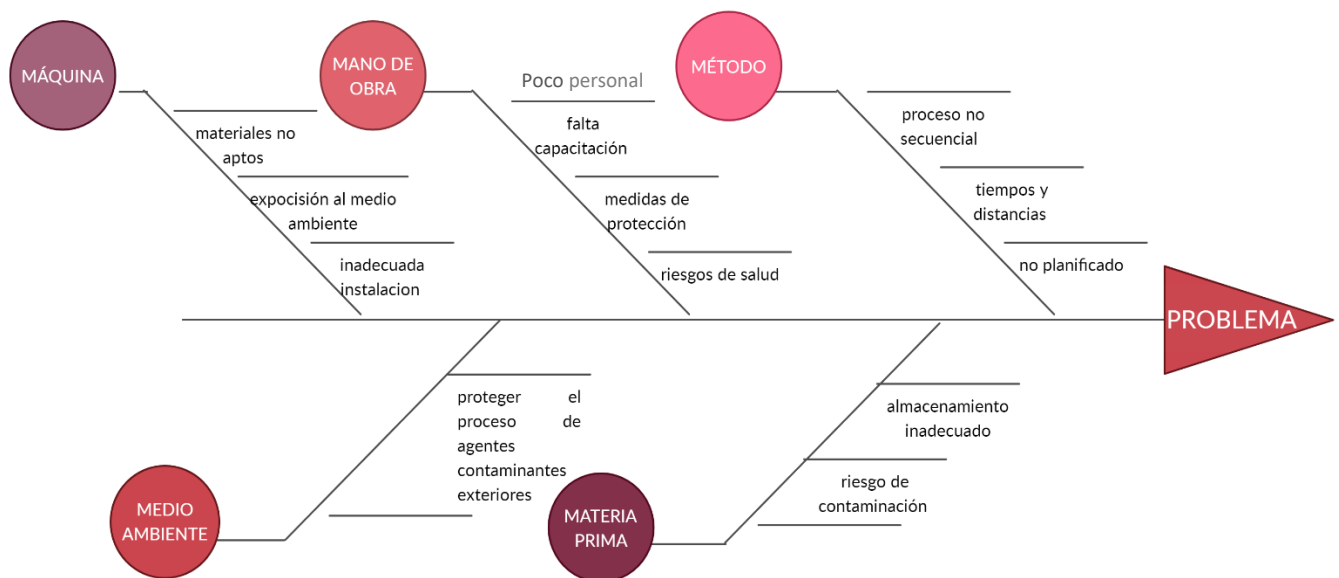 MÁQUINA
materiales no
aptos
expocisión al medio
ambiente
inadecuada
instalacion
MANO DE
OBRA
Poco personal
falta
capacitación
medidas de
protección
riesgos de salud
MÉTODO
proceso no
secuencial
tiempos y
distancias
no planificado
PROBLEMA
MEDIO
AMBIENTE
proteger el
proceso de
agentes
contaminantes
exteriores
MATERIA
PRIMA
almacenamiento
inadecuado
riesgo de
contaminación